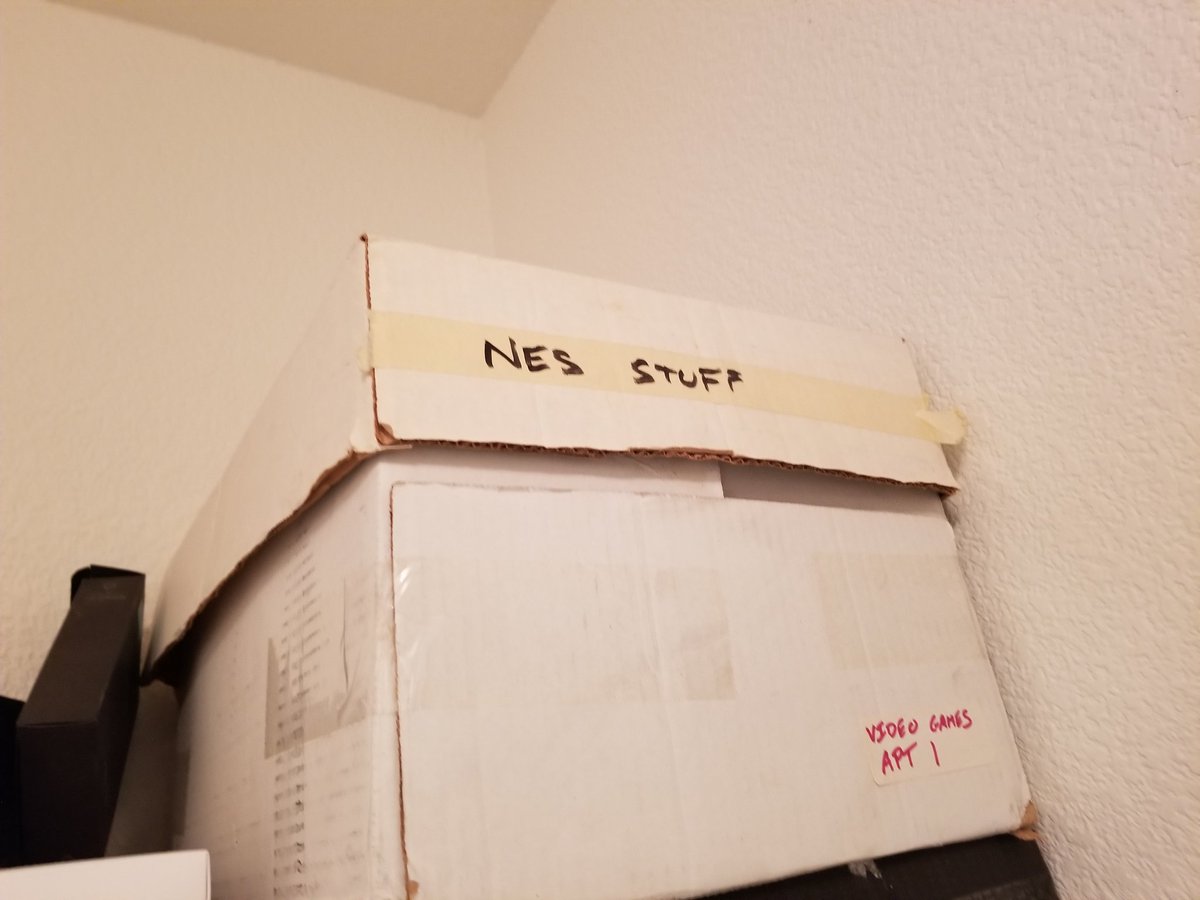 NES STUFF
VIDEO GAMES
APT 1